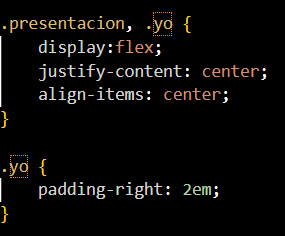 .presentacion, .yo {
    display:flex;
    justify-content: center;
    align-items: center;
}

.yo {
    padding-right: 2em;
}